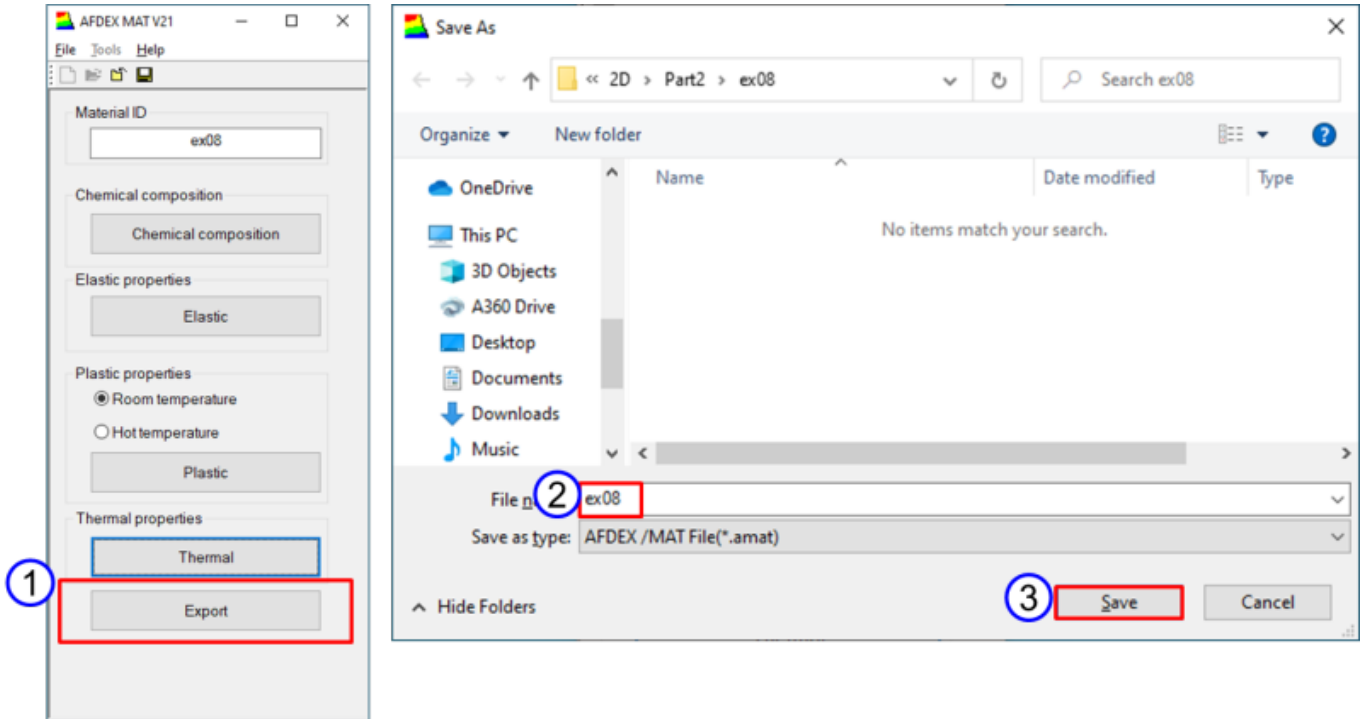 AFDEX MAT V21
File Tools Help
Material ID
ex08
Chemical composition
Chemical composition
Elastic properties
Elastic
Plastic properties
Room temperature
Hot temperature
Plastic
Thermal properties
Thermal
1
Export
Save As
« 2D › Part2 › ex08
Search ex08
Organize
New folder
Name Date modified Type
OneDrive
No items match your search.
This PC
3D Objects
A360 Drive
Desktop
Documents
Downloads
Music
File n 2 ex08
Save as type: AFDEX /MAT File(*.amat)
Hide Folders
3 Save Cancel